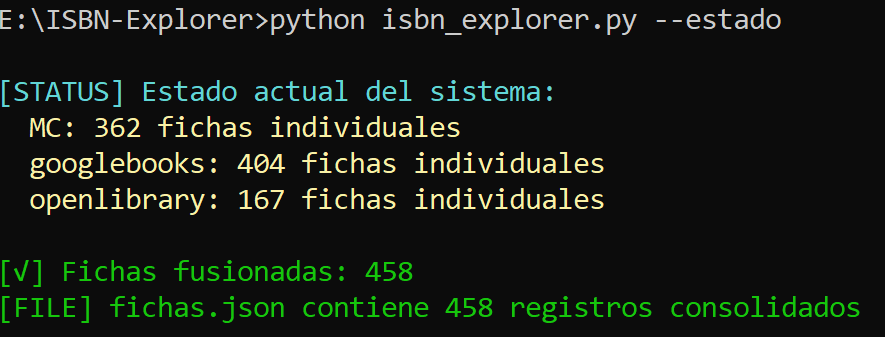 E:\ISBN-Explorer>python isbn_explorer.py --estado
[STATUS] Estado actual del sistema:
MC: 362 fichas individuales
googlebooks: 404 fichas individuales
openlibrary: 167 fichas individuales
[√] Fichas fusionadas: 458
[FILE] fichas.json contiene 458 registros consolidados